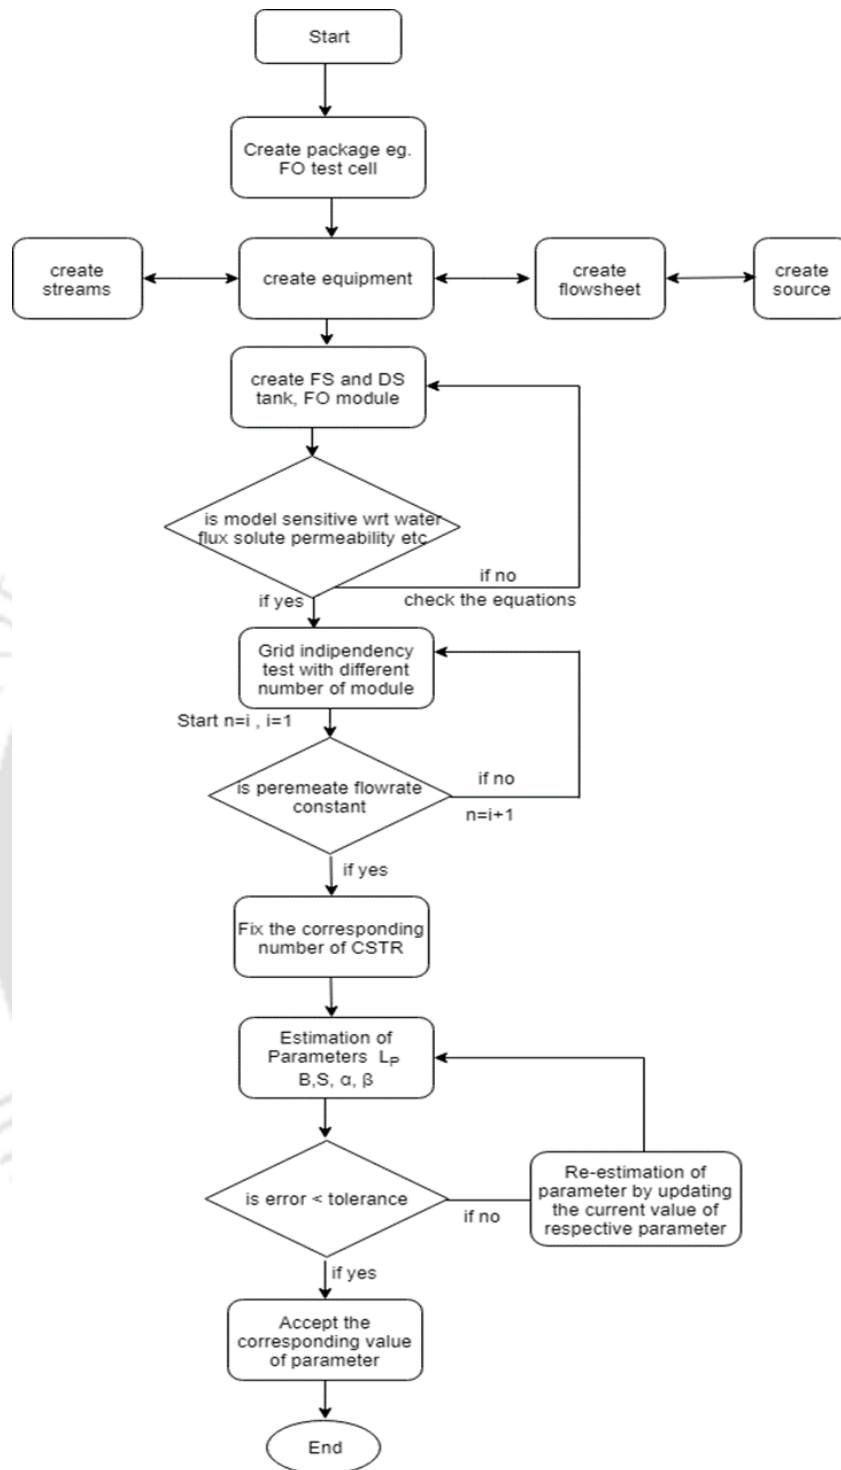 Start
Create package eg.
FO test cell
create
streams
create equipment
create
flowsheet
create
source
create FS and DS
tank, FO module
is model sensitive wrt water
flux solute permeability etc
if no
check the equations
if yes
Grid indipendency
test with different
number of module
Start n=i , i=1
is peremeate flowrate
constant
if no
n=i+1
if yes
Fix the corresponding
number of CSTR
Estimation of
Parameters Lₚ
B,S, α, β
is error < tolerance
if no
Re-estimation of
parameter by updating
the current value of
respective parameter
if yes
Accept the
corresponding value
of parameter
End